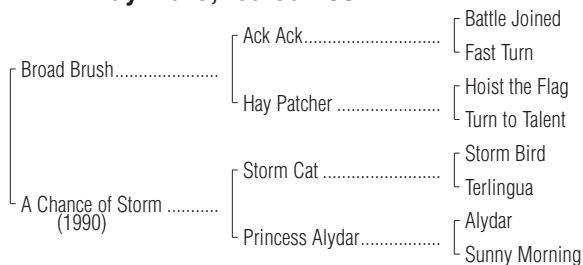 Ack Ack
Battle Joined
Fast Turn
Broad Brush
Hay Patcher
Hoist the Flag
Turn to Talent
A Chance of Storm
(1990)
Storm Cat
Storm Bird
Terlingua
Princess Alydar
Alydar
Sunny Morning